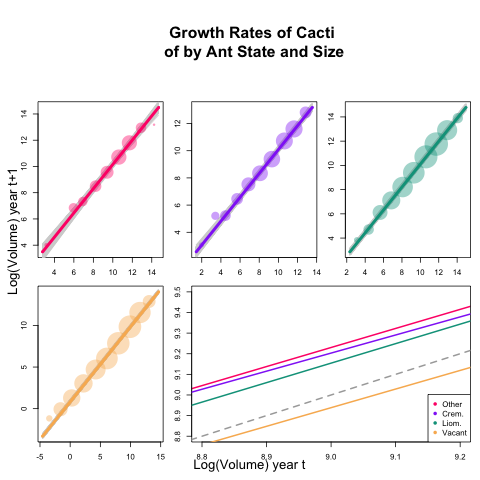 Growth Rates of Cacti
of by Ant State and Size
Log(Volume) year t+1
4 6 8 10 12 14
4 6 8 10 12 14
4 6 8 10 12
2 4 6 8 10 12 14
4 6 8 10 12 14
2 4 6 8 10 12 14
0 5 10
-5 0 5 10 15
8.8 8.9 9.0 9.1 9.2 9.3 9.4 9.5
8.8 8.9 9.0 9.1 9.2
Other
Crem.
Liom.
Vacant
Log(Volume) year t